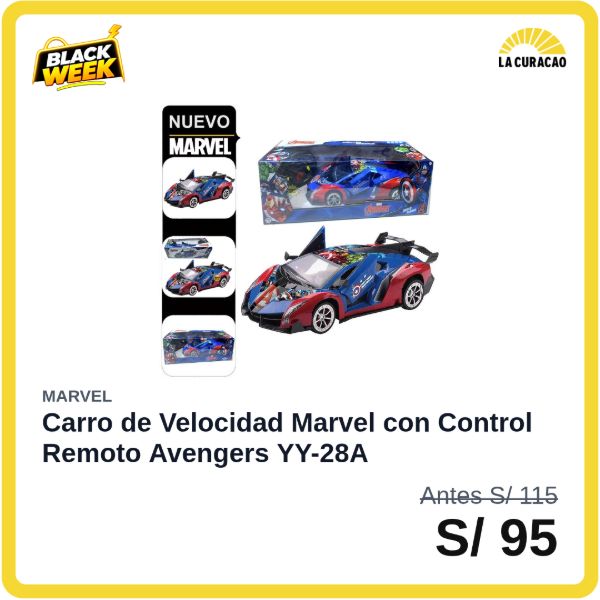 BLACK
WEEK
LA CURACAO
NUEVO
MARVEL
MARVEL
Carro de Velocidad Marvel con Control
Remoto Avengers YY-28A
Antes S/ 115
S/ 95